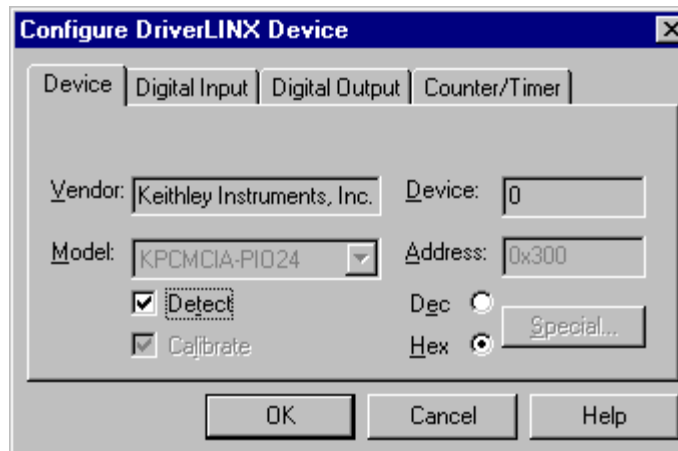 Configure DriverLINX Device
Device Digital Input Digital Output Counter/Timer
Vendor: Keithley Instruments, Inc. Device: 0
Model: KPCMCIA-PIO24 Address: 0x300
Detect Dec
Calibrate Hex Special...
OK Cancel Help